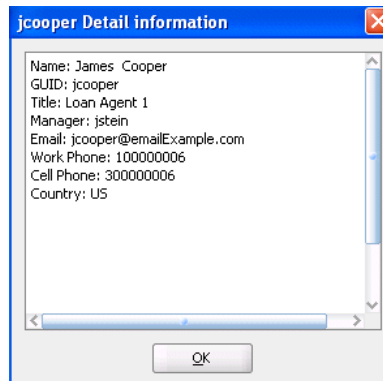 jcooper Detail information
Name: James  Cooper
GUID: jcooper
Title: Loan Agent 1
Manager: jstein
Email: jcooper@emailExample.com
Work Phone: 100000006
Cell Phone: 300000006
Country: US
OK